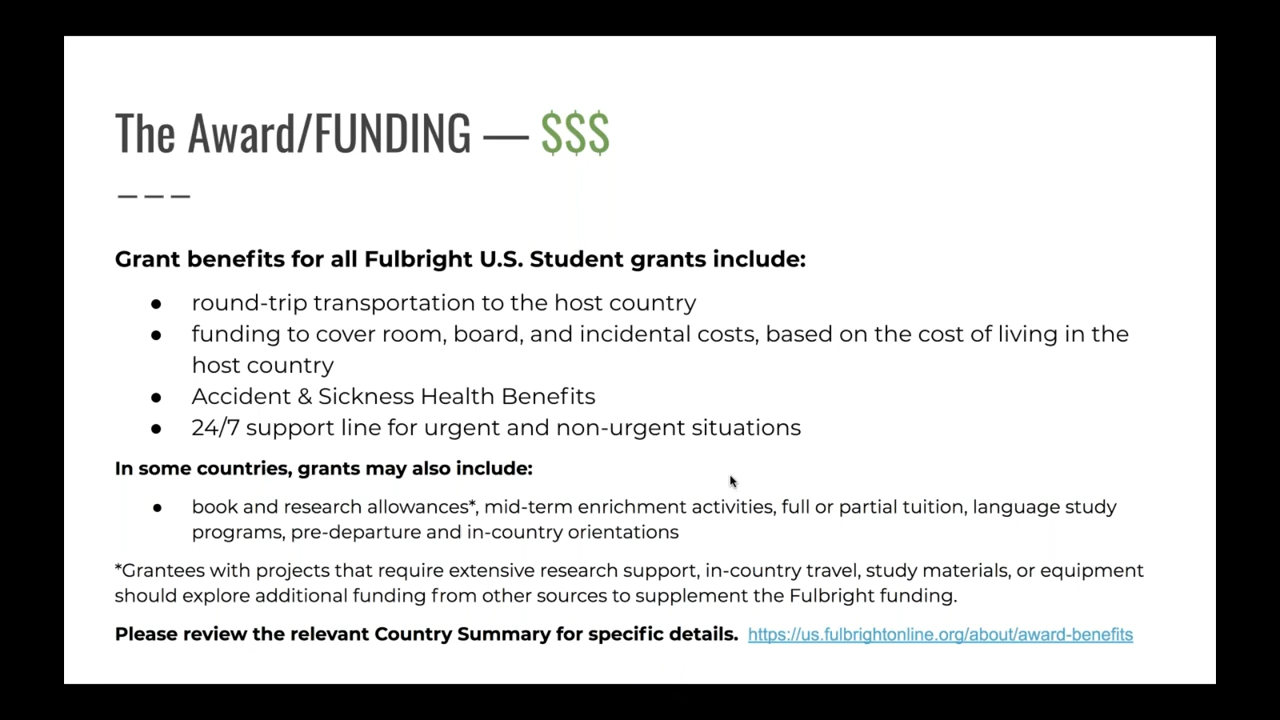 The Award/FUNDING — $$$
Grant benefits for all Fulbright U.S. Student grants include:
● round-trip transportation to the host country
● funding to cover room, board, and incidental costs, based on the cost of living in the
host country
● Accident & Sickness Health Benefits
● 24/7 support line for urgent and non-urgent situations
In some countries, grants may also include:
● book and research allowances*, mid-term enrichment activities, full or partial tuition, language study
programs, pre-departure and in-country orientations
*Grantees with projects that require extensive research support, in-country travel, study materials, or equipment
should explore additional funding from other sources to supplement the Fulbright funding.
Please review the relevant Country Summary for specific details. https://us.fulbrightonline.org/about/award-benefits